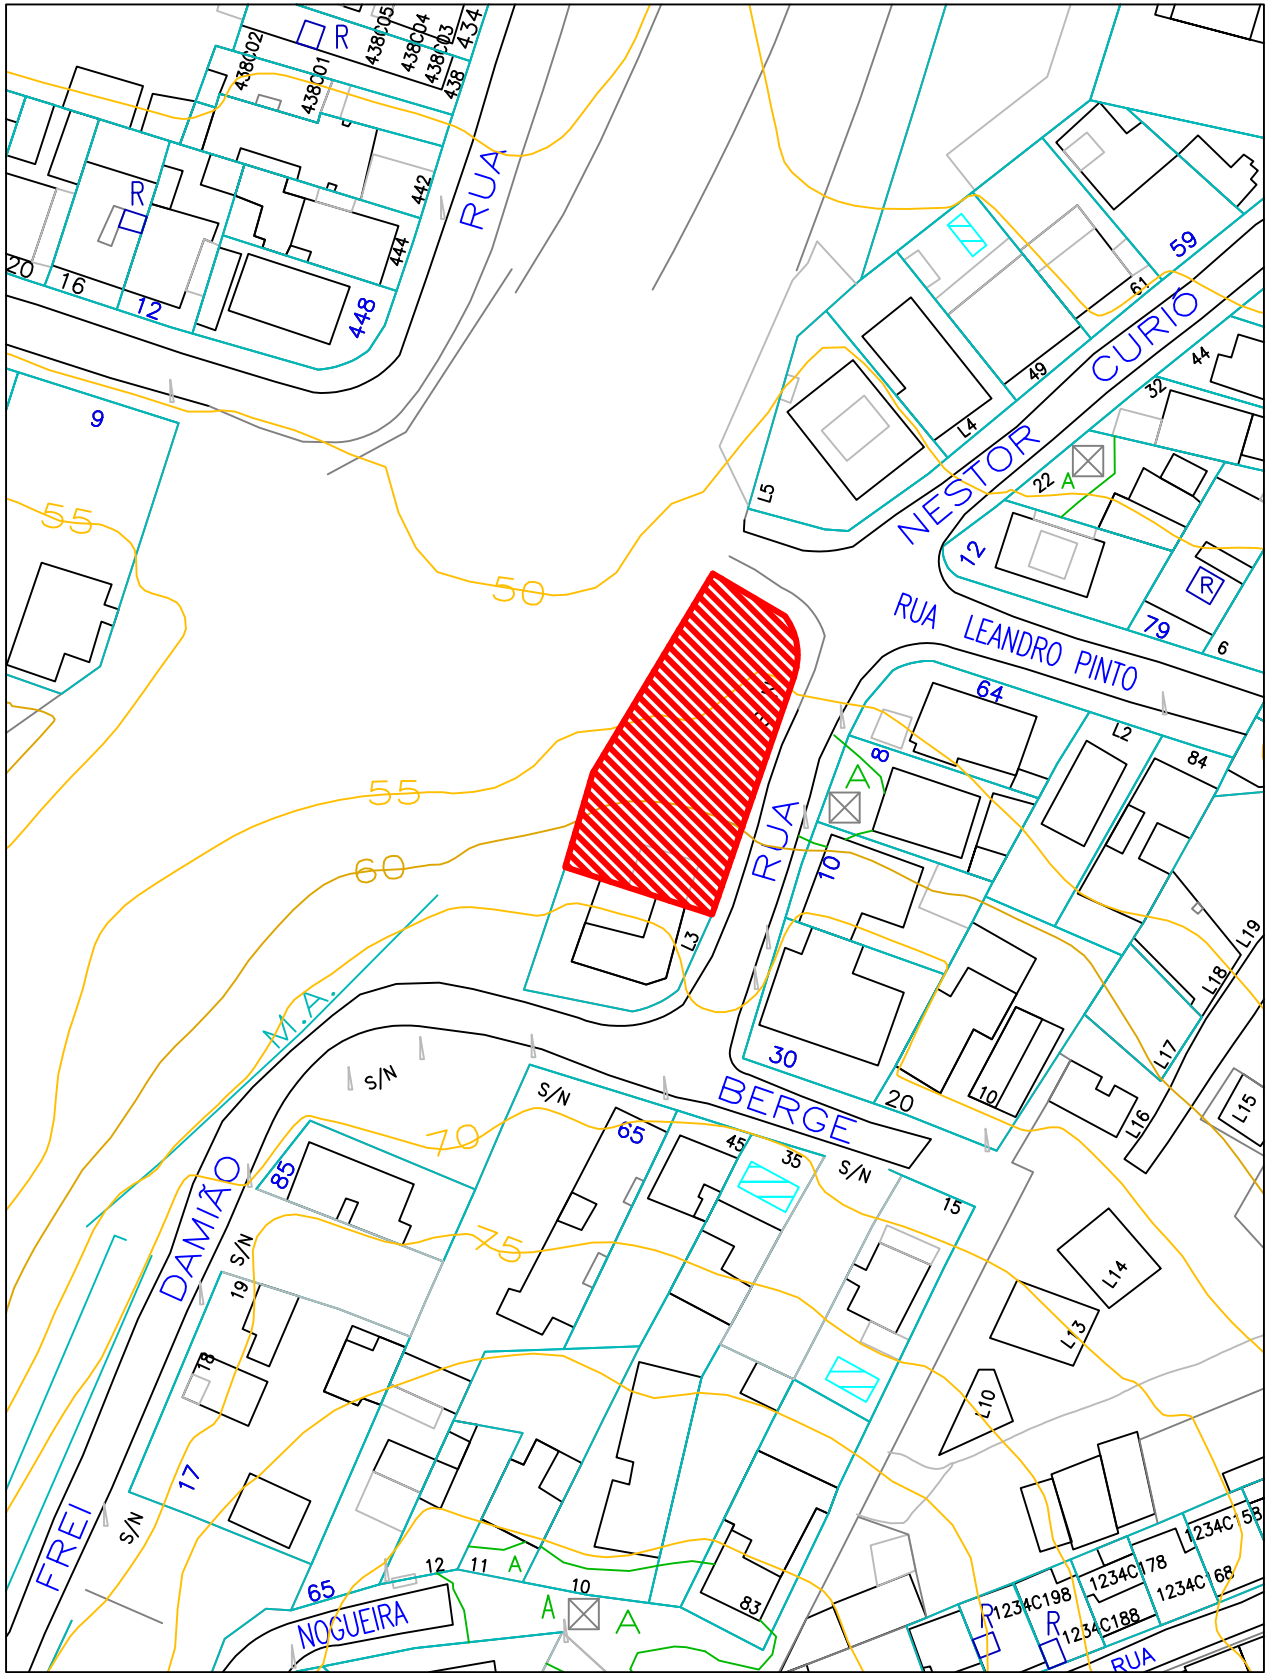 438C02
438C01
438C05
438C04
438C03
438
434
R
442
444
448
RUA
R
20
16
12
9
55
50
59
61
49
L4
L5
NESTOR CURIÓ
44
32
22
A
12
R
79
6
RUA LEANDRO PINTO
64
L2
84
8
A
10
RUA
55
60
L3
M.A.
30
20
10
L19
L18
L17
L16
L15
L14
L13
L10
S/N
S/N
BERGE
65
45
35
S/N
15
70
75
85
DAMIÃO
S/N
19
18
17
FREI
S/N
65
12
11
A
10
NOGUEIRA
A
A
83
R
1234C198
R
1234C188
1234C178
1234C168
1234C158
RUA